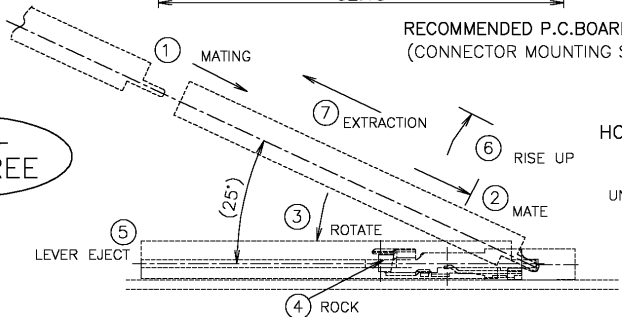 RECOMMENDED P.C.BOAR
(CONNECTOR MOUNTING S
1 MATING
7 EXTRACTION
6 RISE UP
HO
REE
UN
2 MATE
(25°)
3 ROTATE
5
LEVER EJECT
4 ROCK